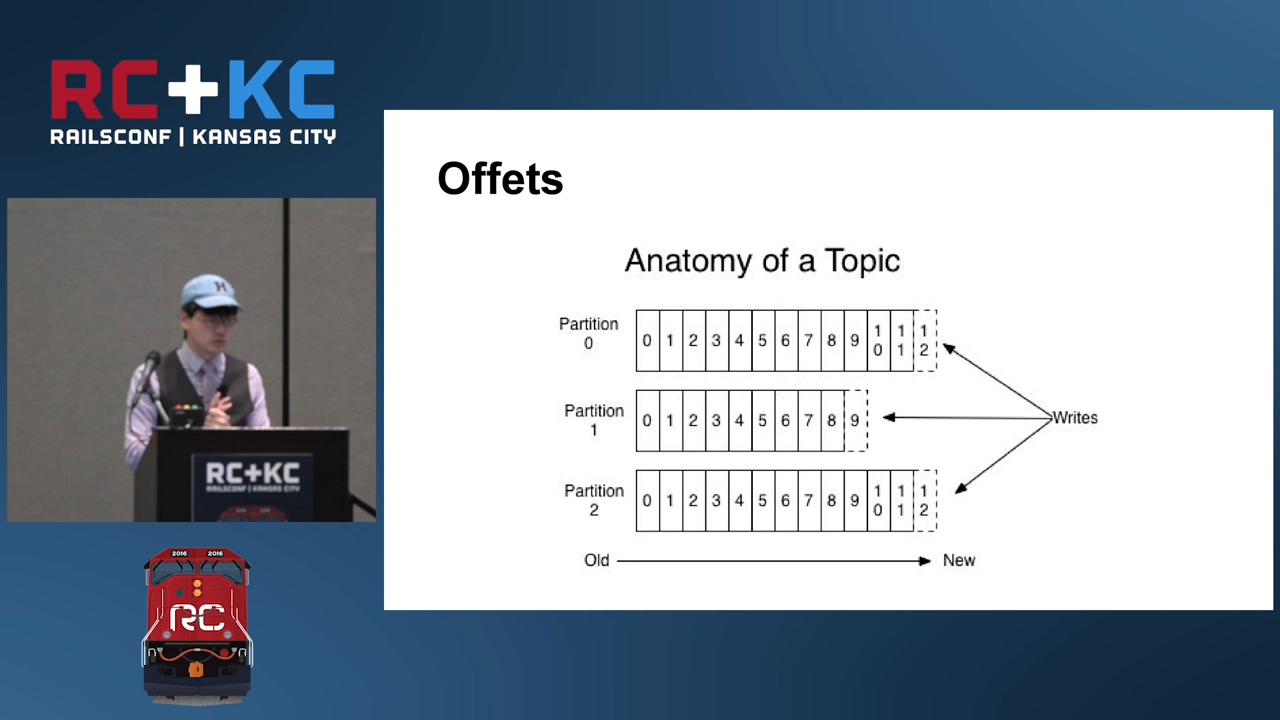 RC+KC
RAILSCONF | KANSAS CITY
Offets
Anatomy of a Topic
Partition 0
0 1 2 3 4 5 6 7 8 9 10 11 12
Partition 1
0 1 2 3 4 5 6 7 8 9
Writes
Partition 2
0 1 2 3 4 5 6 7 8 9 10 11 12
Old
New
H
RC+KC
RAILSCONF | KANSAS CITY
2016 2016
RC